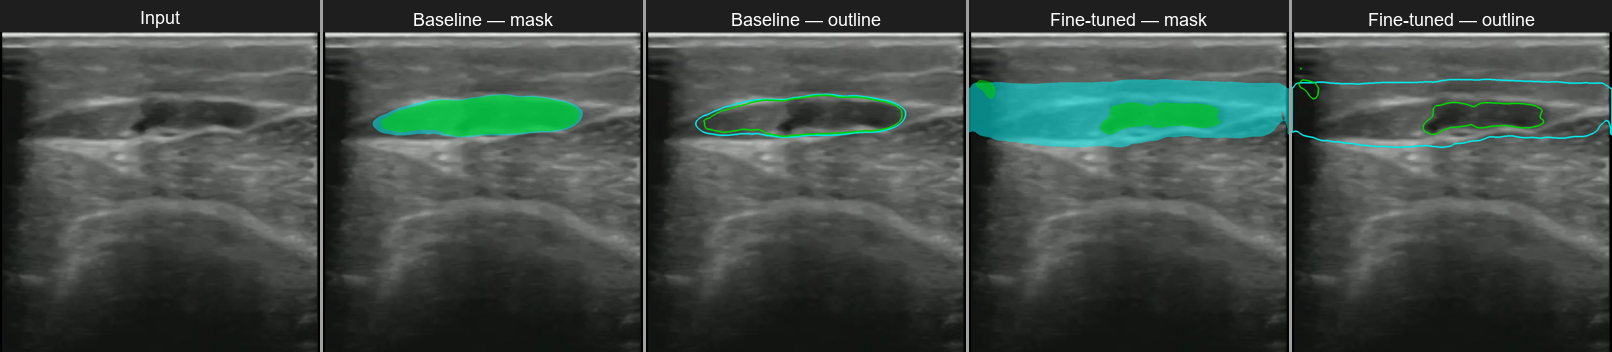 Input
Baseline — mask
Baseline — outline
Fine-tuned — mask
Fine-tuned — outline